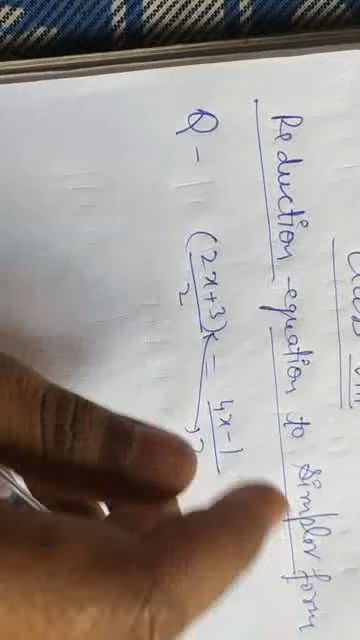 Reduction equation to simpler form
Q - (2x+3) = 4x-1
2